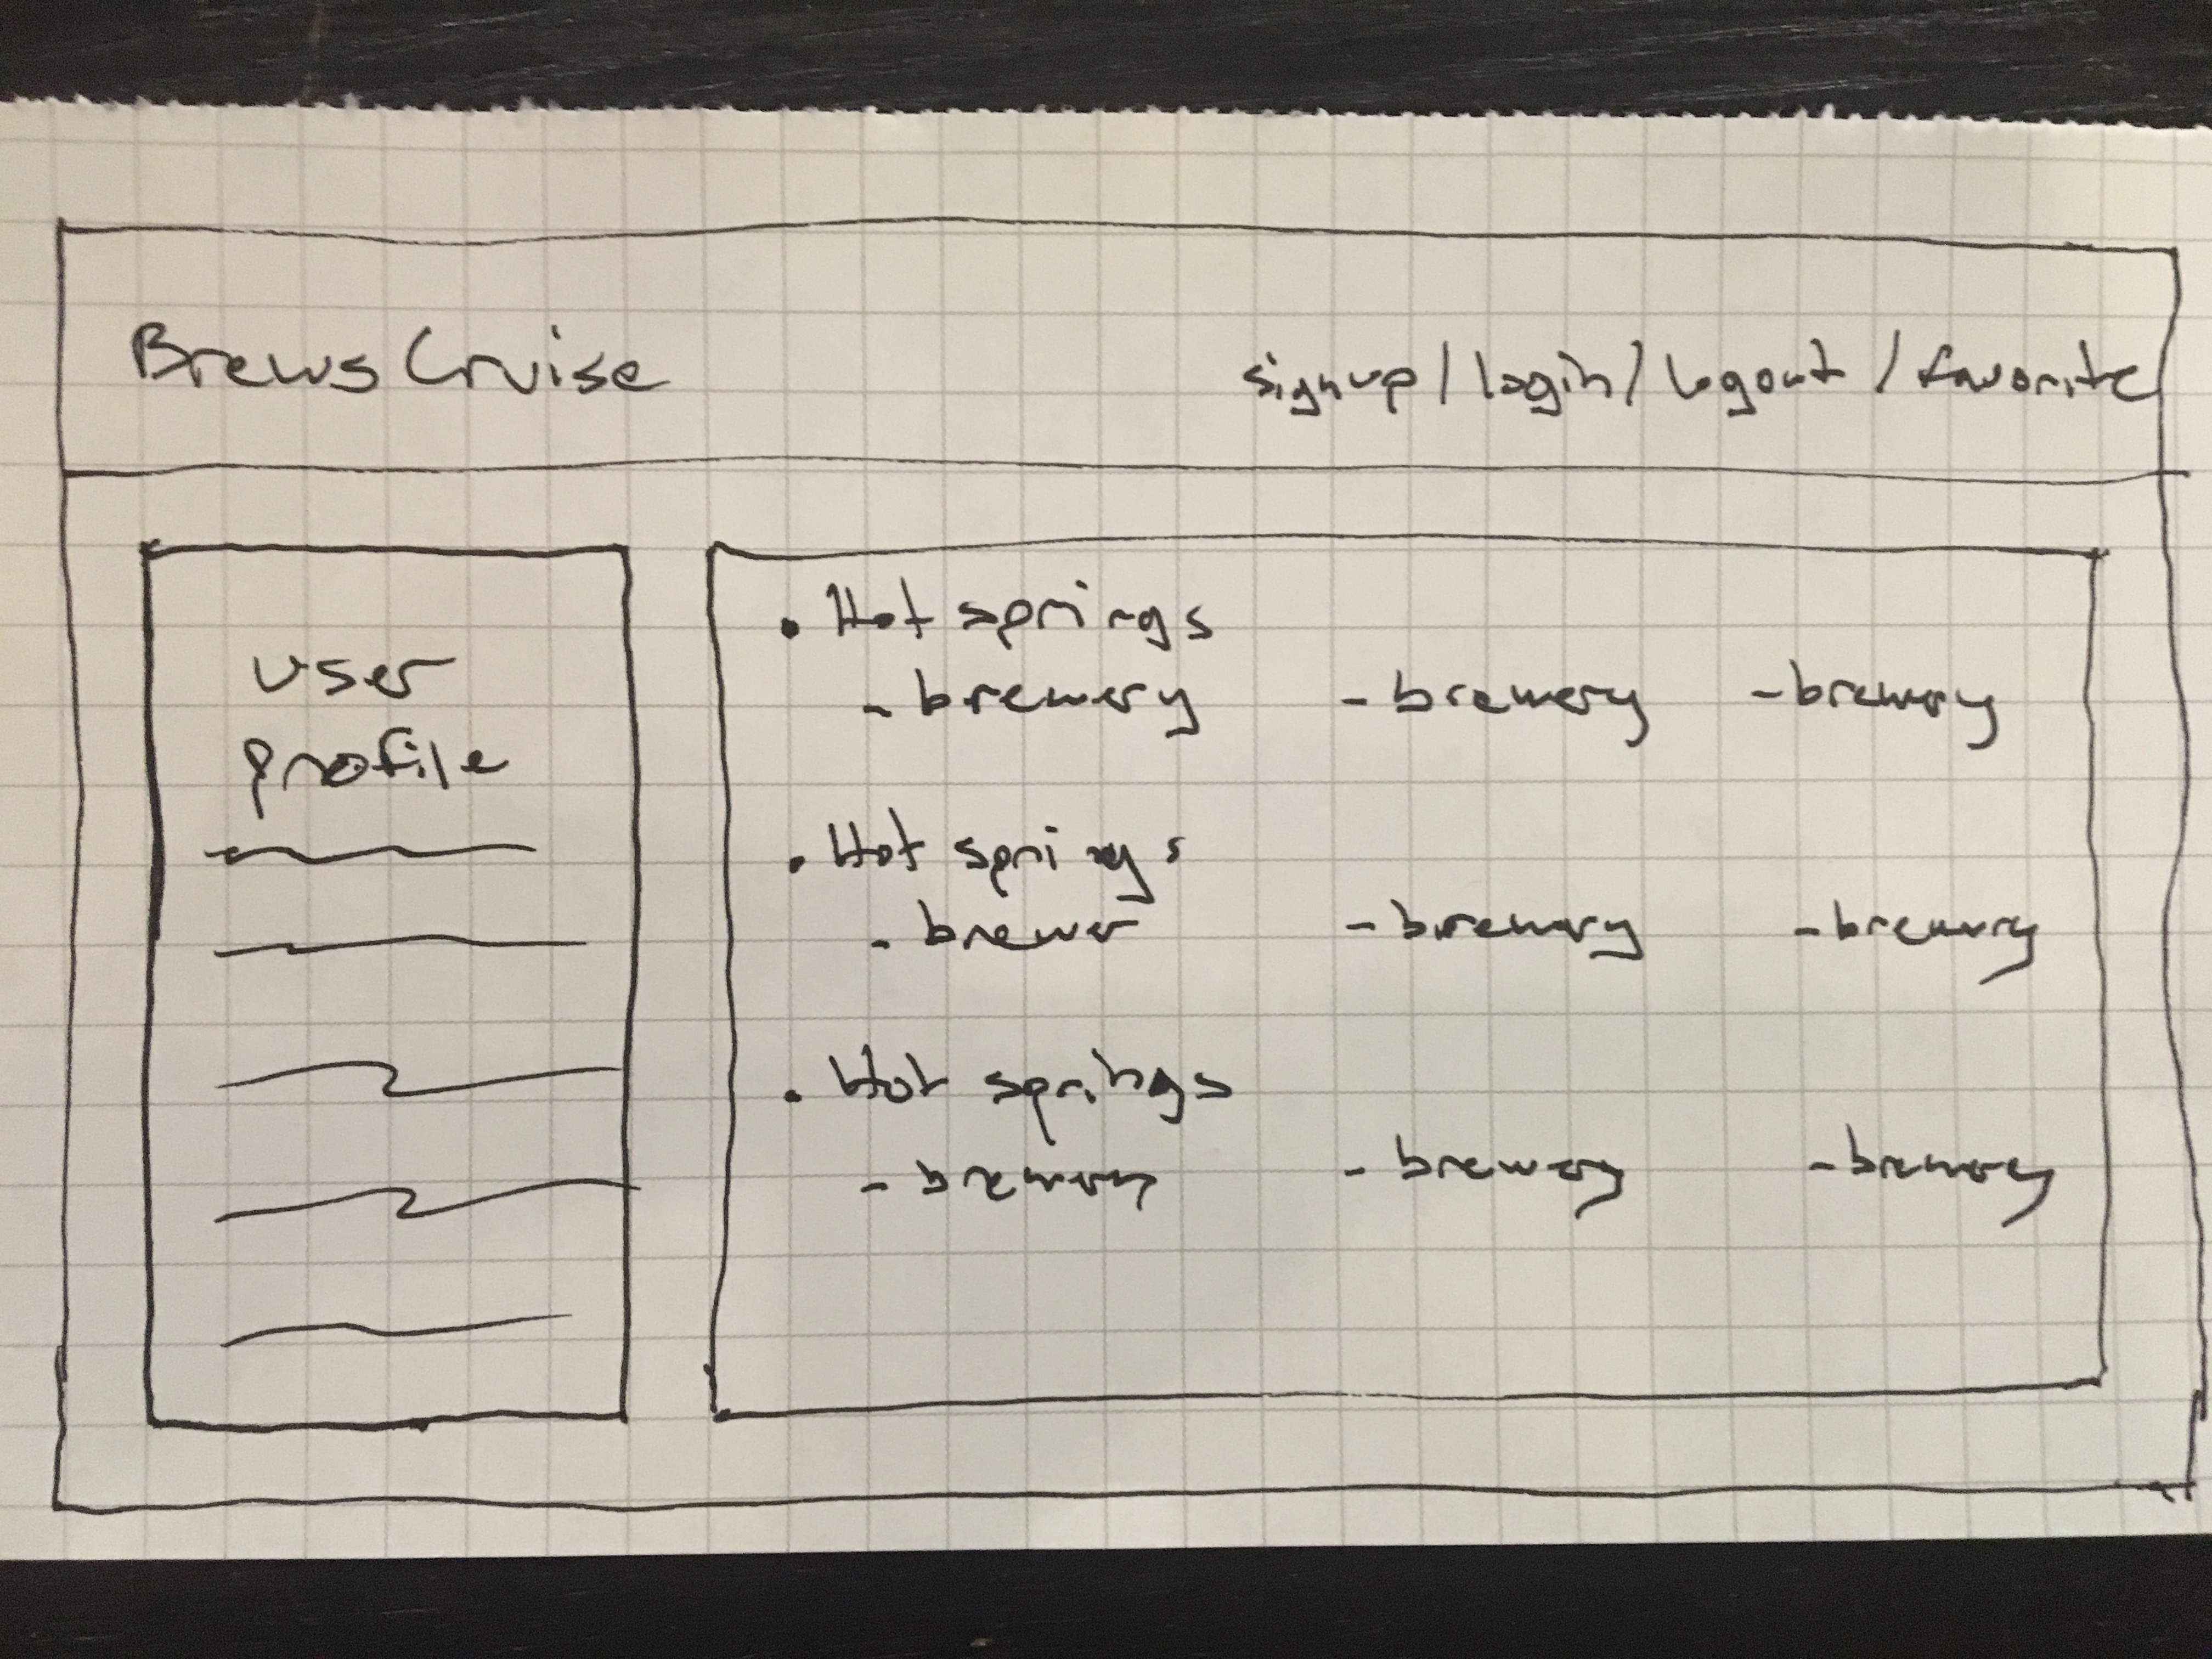 Brews Cruise
signup / login / logout / favorite
user
profile
• Hot springs
- brewery - brewery - brewery
• Hot springs
- brewer - brewery - brewery
• Hot springs
- brewery - brewery - brewery